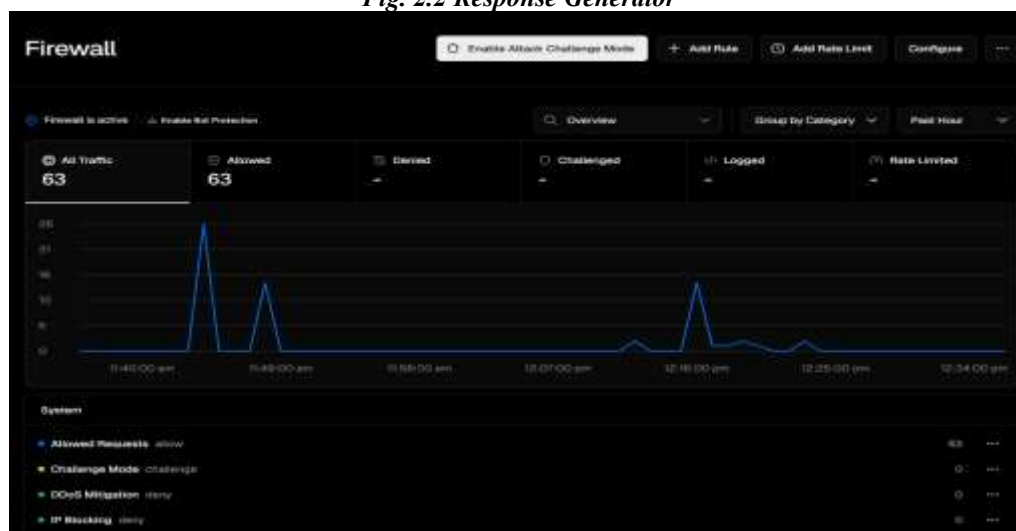 Fig. 2.2 Response Generator
Firewall
Enable Attack Challenge Mode
+ Add Rule
Add Rate Limit
Configure
Firewall is active
Enable Bot Protection
Overview
Group by Category
Past Hour
All Traffic
63
Allowed
63
Denied
-
Challenged
-
Logged
-
Rate Limited
-
0
11:40:00 am
11:49:00 am
11:58:00 am
12:07:00 pm
12:16:00 pm
12:25:00 pm
12:34:00 pm
System
Allowed Requests allow 63
Challenge Mode challenge 0
DDoS Mitigation deny 0
IP Blocking deny 0